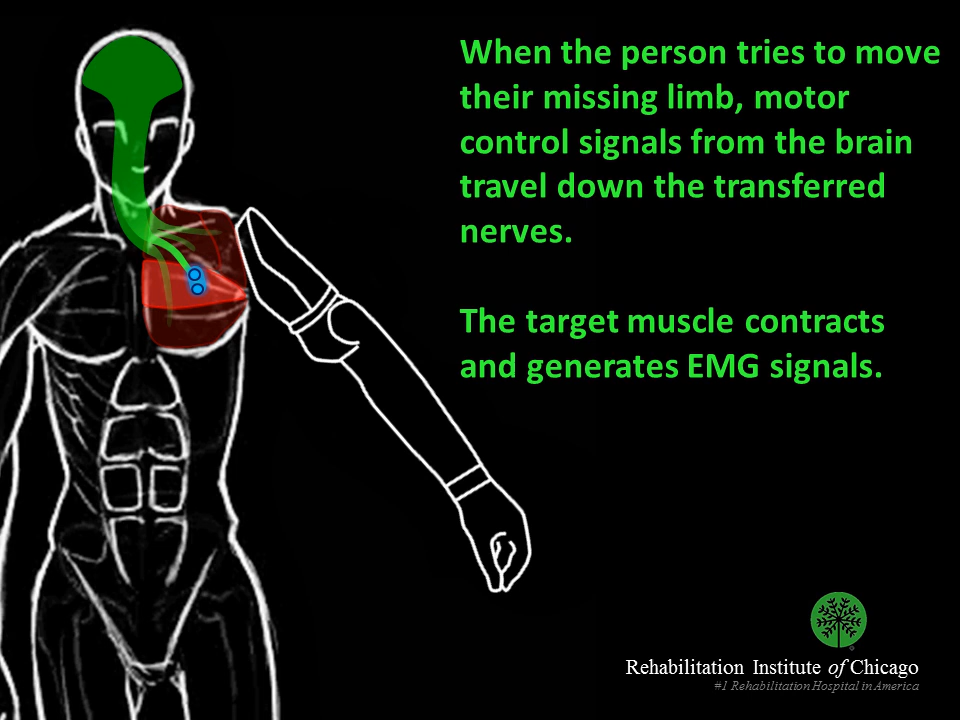 When the person tries to move
their missing limb, motor
control signals from the brain
travel down the transferred
nerves.
The target muscle contracts
and generates EMG signals.
Rehabilitation Institute of Chicago
#1 Rehabilitation Hospital in America